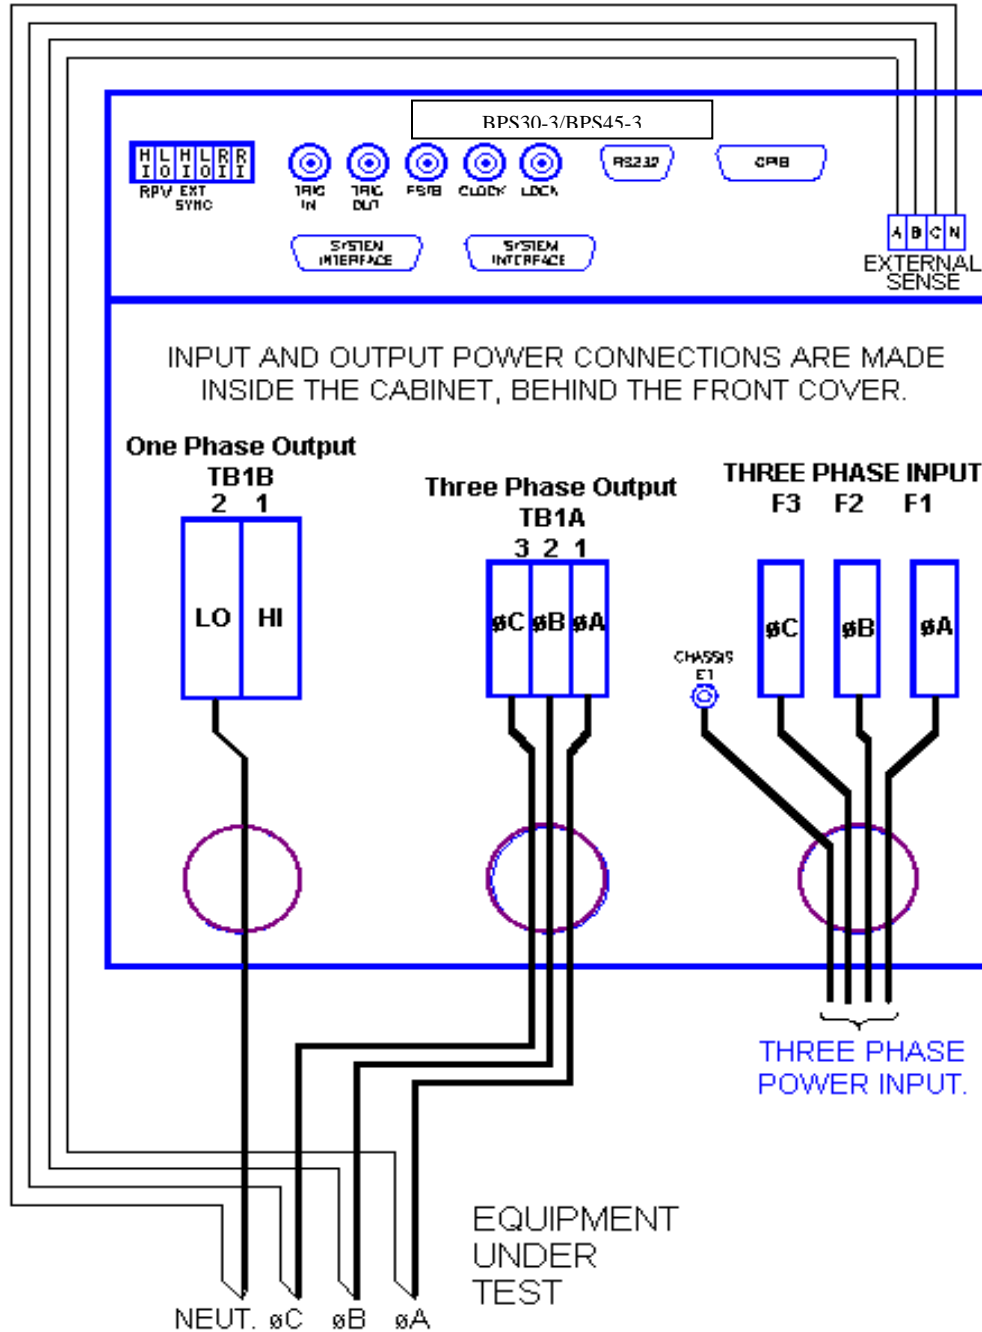 BPS30-3/BPS45-3
H L H L R R
I O I O I I
RPV EXT
SYNC
TRIG
IN
TRIG
OUT
FSTB
CLOCK
LOCK
RS232
GPIB
SYSTEM
INTERFACE
SYSTEM
INTERFACE
A B C N
EXTERNAL
SENSE
INPUT AND OUTPUT POWER CONNECTIONS ARE MADE
INSIDE THE CABINET, BEHIND THE FRONT COVER.
One Phase Output
TB1B
2 1
LO HI
Three Phase Output
TB1A
3 2 1
øC øB øA
THREE PHASE INPUT
F3 F2 F1
øC øB øA
CHASSIS
E1
THREE PHASE
POWER INPUT.
EQUIPMENT
UNDER
TEST
NEUT. øC øB øA